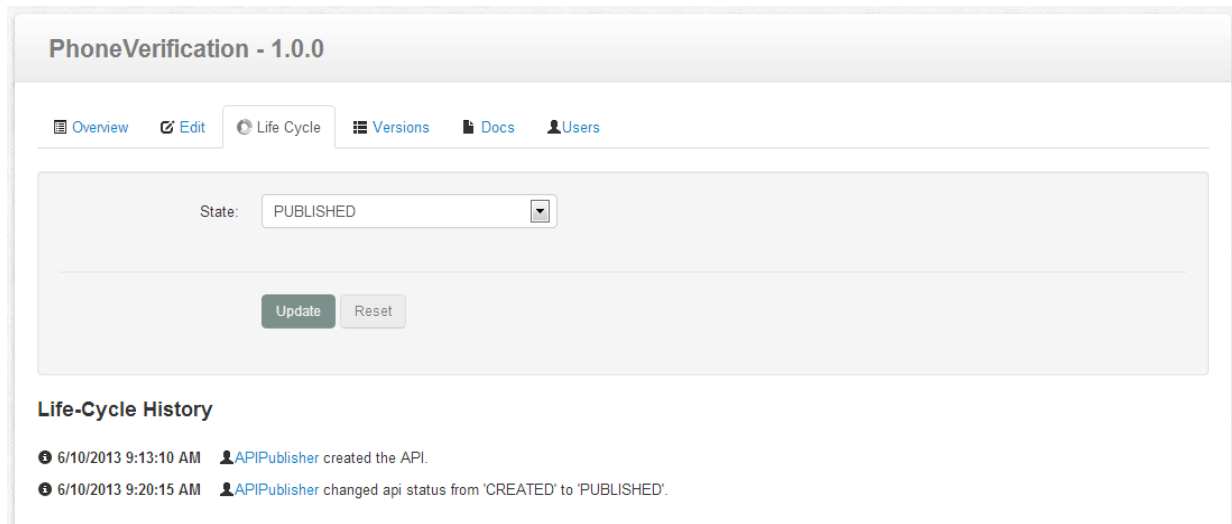 PhoneVerification - 1.0.0
Overview Edit Life Cycle Versions Docs Users
State: PUBLISHED
Update Reset
Life-Cycle History
6/10/2013 9:13:10 AM APIPublisher created the API.
6/10/2013 9:20:15 AM APIPublisher changed api status from 'CREATED' to 'PUBLISHED'.